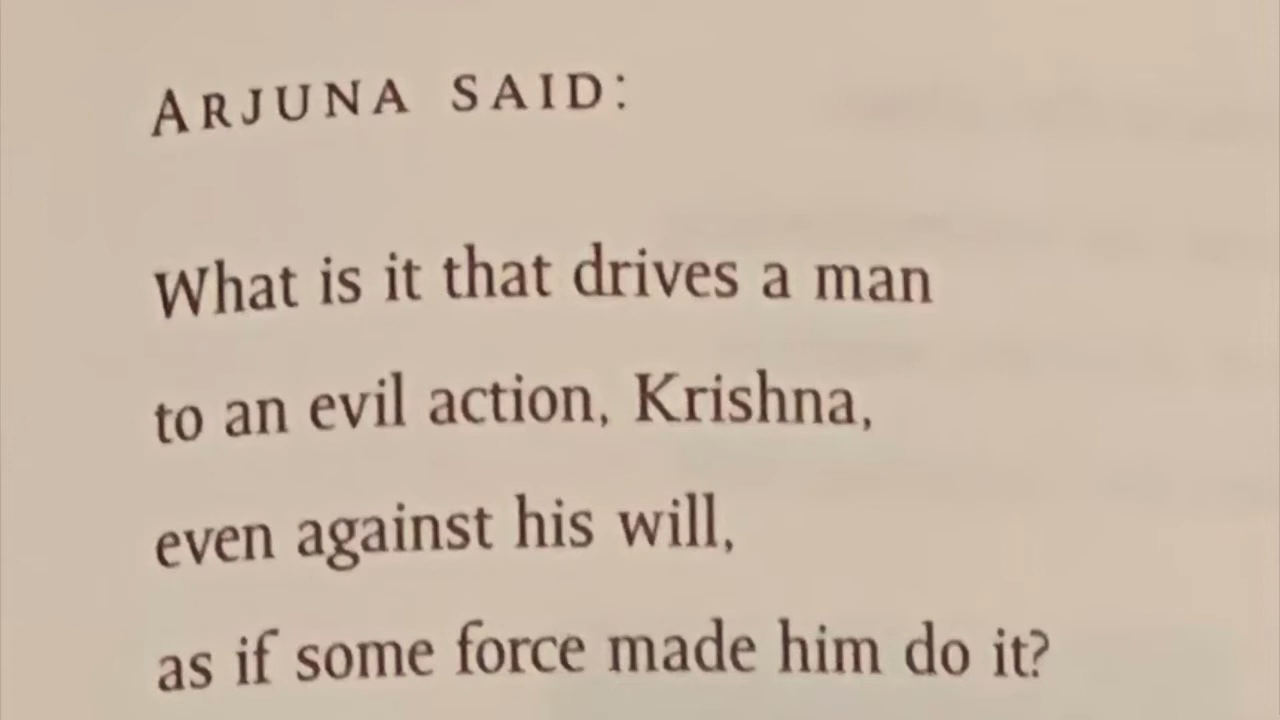 ARJUNA SAID:
What is it that drives a man
to an evil action, Krishna,
even against his will,
as if some force made him do it?